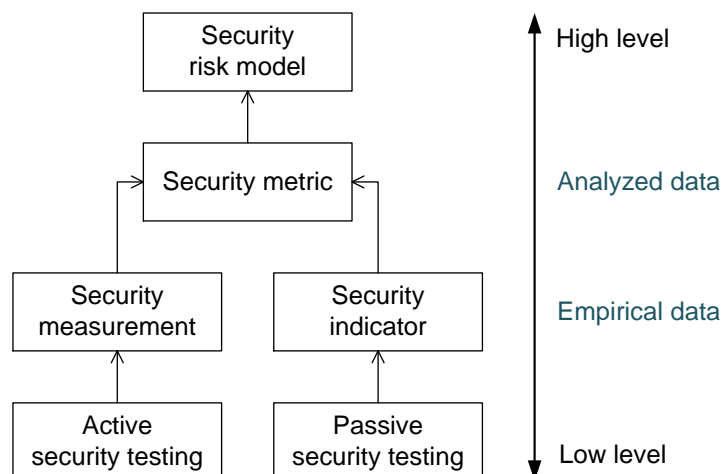 Security
risk model
High level
Security metric
Analyzed data
Security
measurement
Security
indicator
Empirical data
Active
security testing
Passive
security testing
Low level